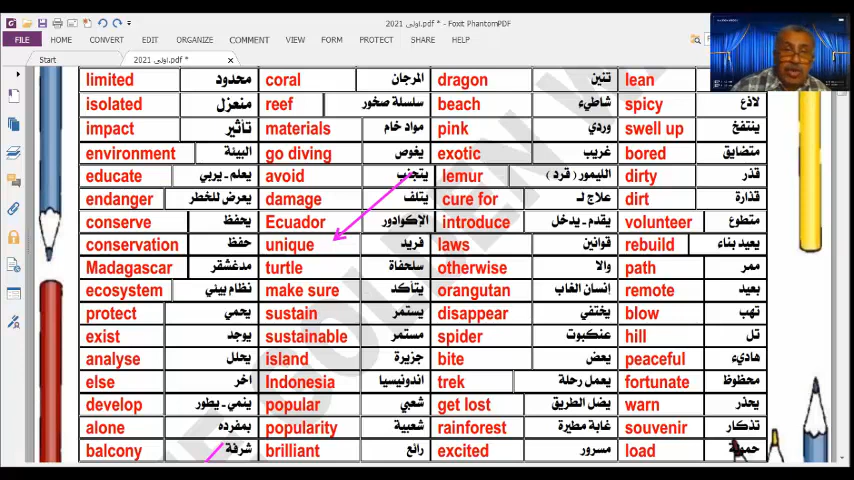 اولى 2021.pdf * - Foxit PhantomPDF
FILE HOME CONVERT EDIT ORGANIZE COMMENT VIEW FORM PROTECT SHARE HELP
Start اولى 2021.pdf *
limited محدود coral المرجان dragon تنين lean
isolated منعزل reef سلسلة صخور beach شاطيء spicy لاذع
impact تأثير materials مواد خام pink وردي swell up ينتفخ
environment البيئة go diving يغوص exotic غريب bored متضايق
educate يعلم ـ يربي avoid يتجنب lemur الليمور ( قرد ) dirty قذر
endanger يعرض للخطر damage يتلف cure for علاج لـ dirt قذارة
conserve يحفظ Ecuador الإكوادور introduce يقدم ـ يدخل volunteer متطوع
conservation حفظ unique فريد laws قوانين rebuild يعيد بناء
Madagascar مدغشقر turtle سلحفاة otherwise والا path ممر
ecosystem نظام بيئي make sure يتأكد orangutan إنسان الغاب remote بعيد
protect يحمي sustain يستمر disappear يختفي blow تهب
exist يوجد sustainable مستمر spider عنكبوت hill تل
analyse يحلل island جزيرة bite يعض peaceful هاديء
else اخر Indonesia اندونيسيا trek يعمل رحلة fortunate محظوظ
develop ينمي ـ يطور popular شعبي get lost يضل الطريق warn يحذر
alone بمفرده popularity شعبية rainforest غابة مطيرة souvenir تذكار
balcony شرفة brilliant رائع excited مسرور load